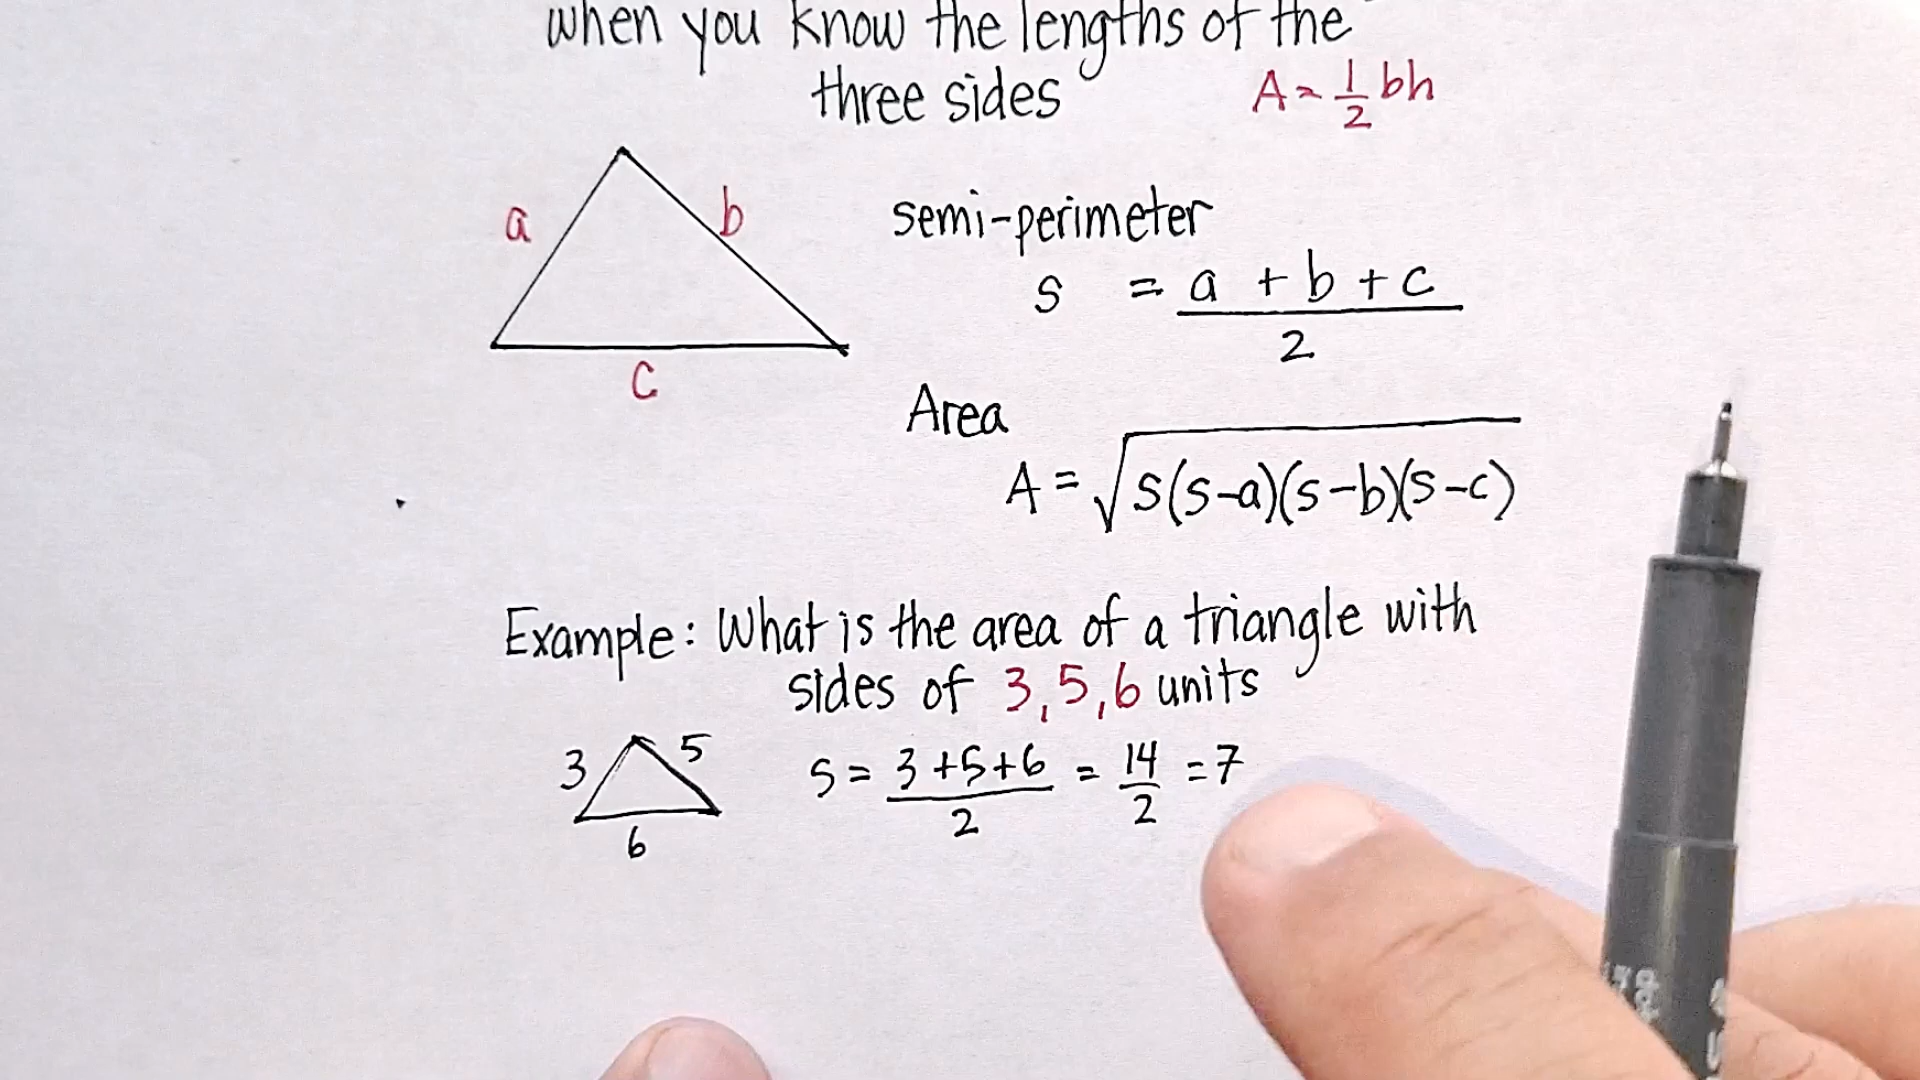 when you know the lengths of the
three sides
A = 1/2 bh
a
b
c
semi-perimeter
s = a + b + c / 2
Area
A = √s(s-a)(s-b)(s-c)
Example: What is the area of a triangle with
sides of 3, 5, 6 units
3
5
6
s = 3+5+6 / 2 = 14/2 = 7